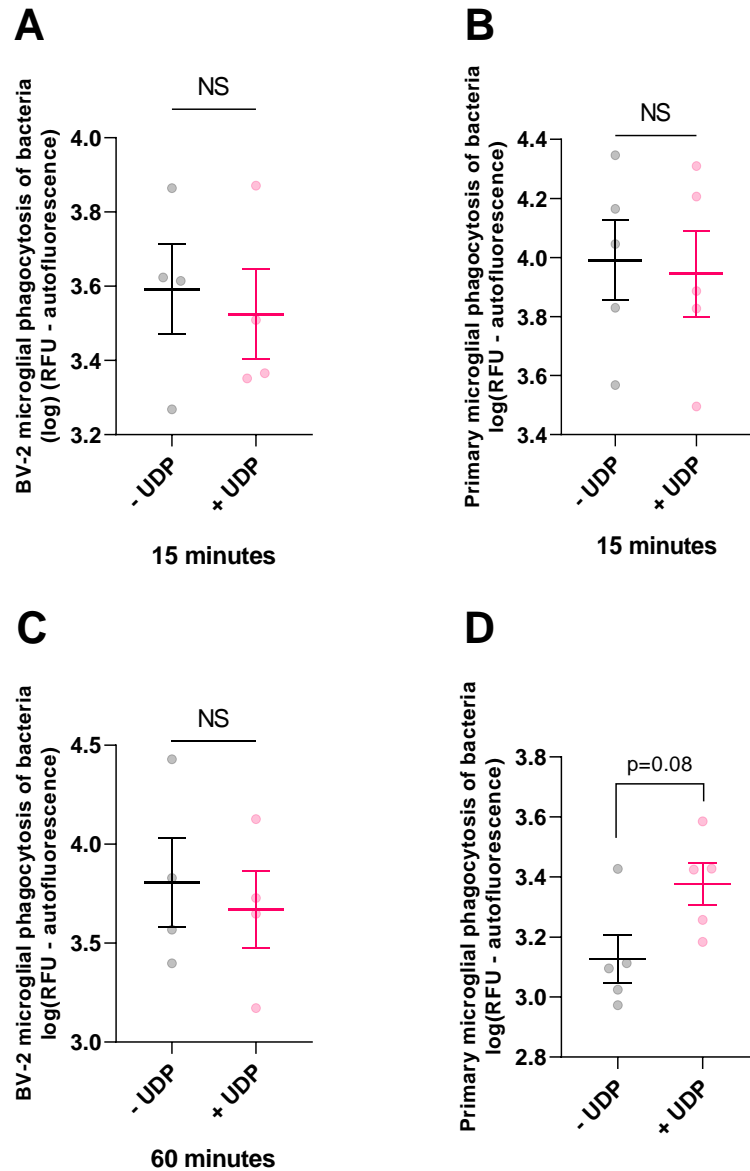 A
BV-2 microglial phagocytosis of bacteria
(log) (RFU - autofluorescence)
NS
4.0
3.8
3.6
3.4
3.2
- UDP
+ UDP
15 minutes
B
Primary microglial phagocytosis of bacteria
log(RFU - autofluorescence)
NS
4.4
4.2
4.0
3.8
3.6
3.4
- UDP
+ UDP
15 minutes
C
BV-2 microglial phagocytosis of bacteria
log(RFU - autofluorescence)
NS
4.5
4.0
3.5
3.0
- UDP
+ UDP
60 minutes
D
Primary microglial phagocytosis of bacteria
log(RFU - autofluorescence)
p=0.08
3.8
3.6
3.4
3.2
3.0
2.8
- UDP
+ UDP